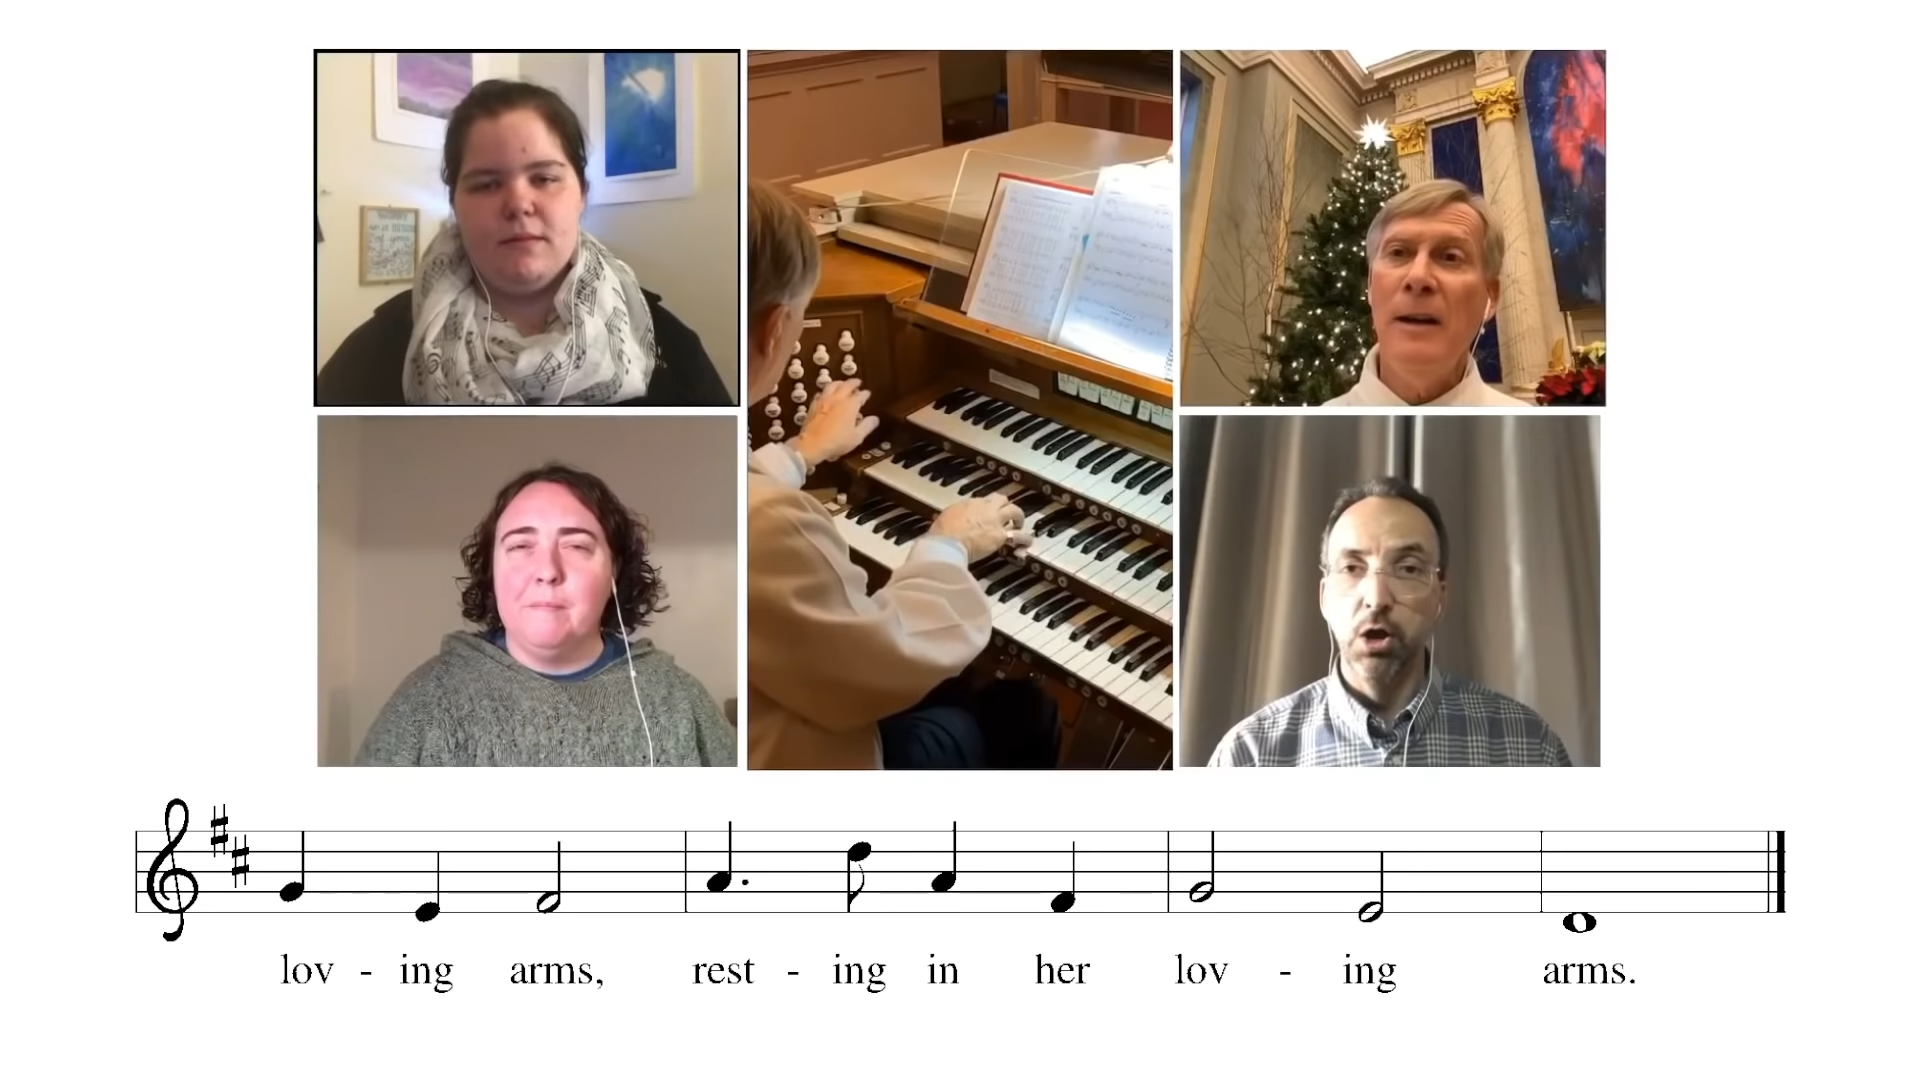 lov - ing arms, rest - ing in her lov - ing arms.